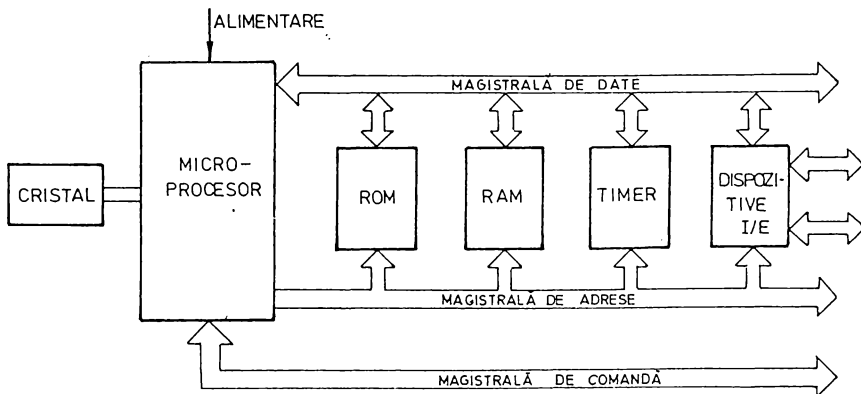 ALIMENTARE
MAGISTRALĂ DE DATE
MICRO-
PROCESOR
CRISTAL
ROM
RAM
TIMER
DISPOZI-
TIVE
I/E
MAGISTRALĂ DE ADRESE
MAGISTRALĂ DE COMANDĂ